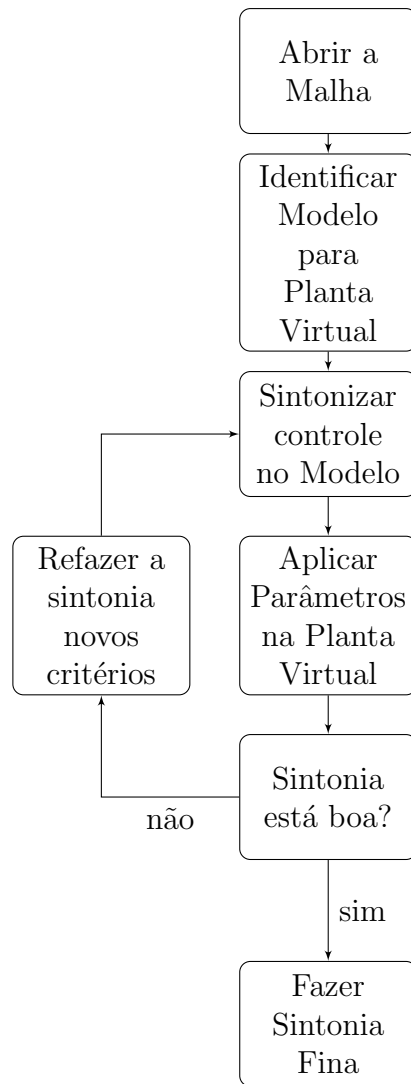 Abrir a
Malha
Identificar
Modelo
para
Planta
Virtual
Sintonizar
controle
no Modelo
Refazer a
sintonia
novos
critérios
Aplicar
Parâmetros
na Planta
Virtual
Sintonia
está boa?
não
sim
Fazer
Sintonia
Fina